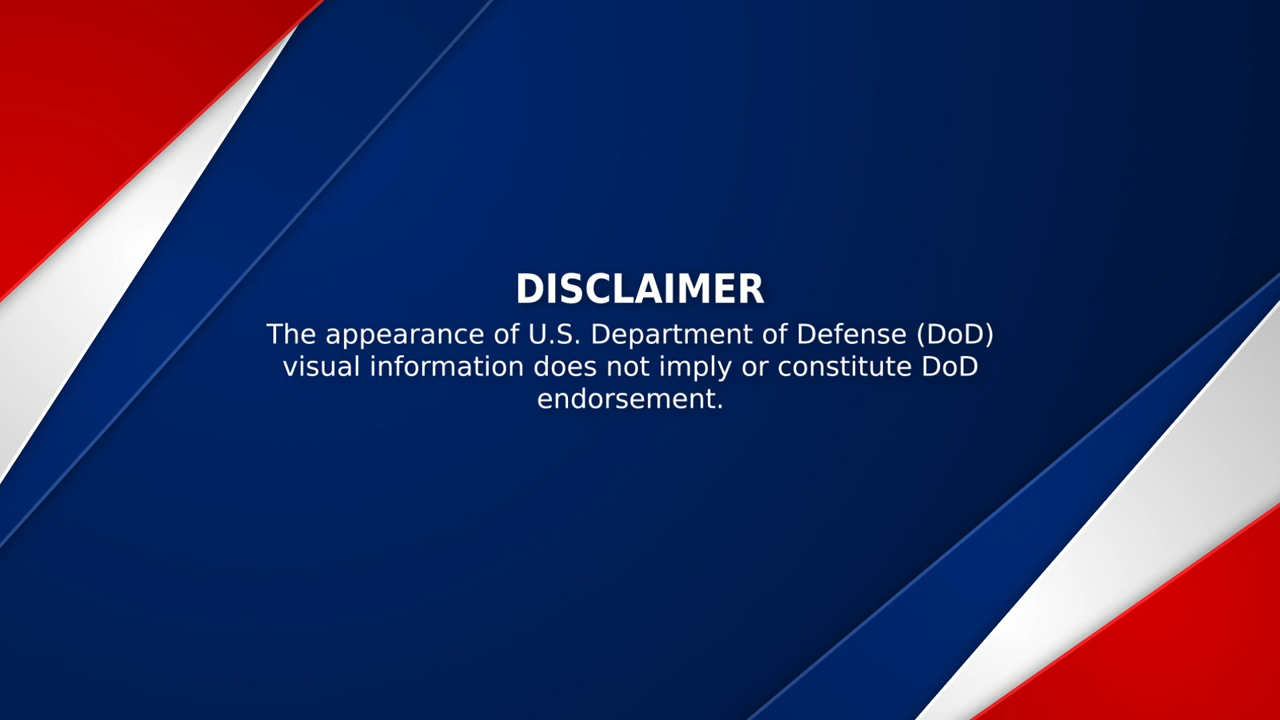 DISCLAIMER
The appearance of U.S. Department of Defense (DoD)
visual information does not imply or constitute DoD
endorsement.